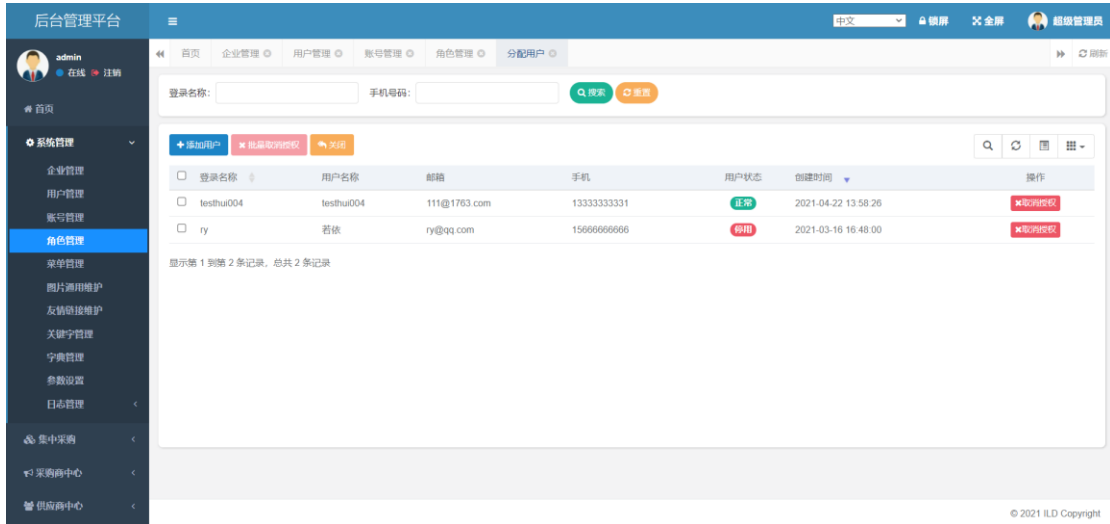 后台管理平台
中文
锁屏
全屏
超级管理员
admin
在线 注销
首页 企业管理 用户管理 账号管理 角色管理 分配用户 刷新
登录名称: 手机号码: 搜索 重置
首页
系统管理
企业管理
用户管理
账号管理
角色管理
菜单管理
图片通用维护
友情链接维护
关键字管理
字典管理
参数设置
日志管理
集中采购
采购商中心
供应商中心
添加用户 批量取消授权 关闭
登录名称 用户名称 邮箱 手机 用户状态 创建时间 操作
testhui004 testhui004 111@1763.com 13333333331 正常 2021-04-22 13:58:26 取消授权
ry 若依 ry@qq.com 15666666666 停用 2021-03-16 16:48:00 取消授权
显示第 1 到第 2 条记录，总共 2 条记录
© 2021 ILD Copyright